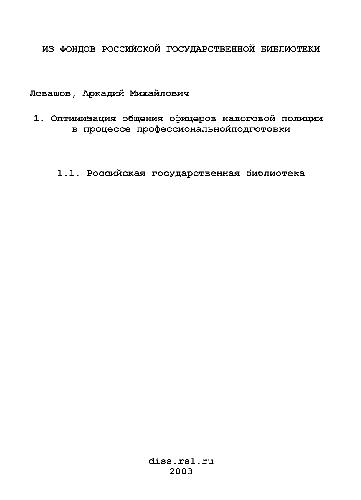 ИЗ ФОНДОВ РОССИЙСКОЙ ГОСУДАРСТВЕННОЙ БИБЛИОТЕКИ
Левашов, Аркадий Михайлович
1. Оптимизация общения офицеров налоговой полиции
в процессе профессиональнойподготовки
1.1. Российская государственная библиотека
diss.rsl.ru
2003